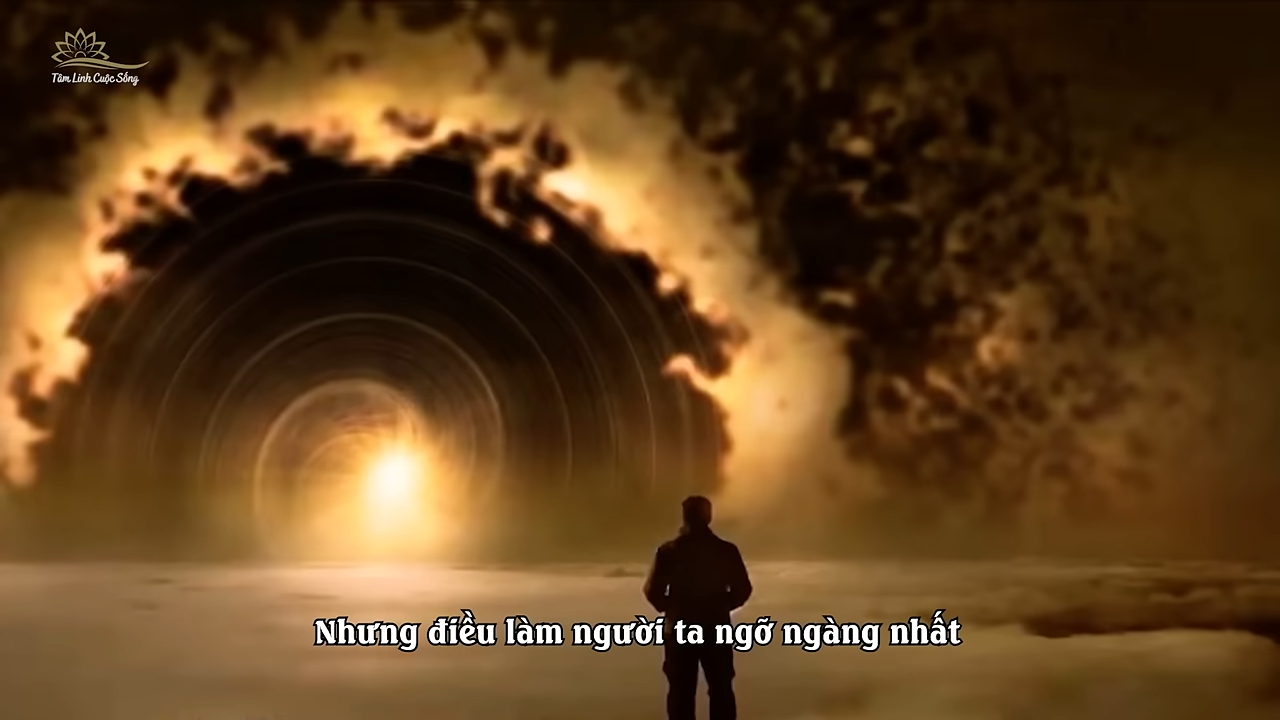 Tâm Linh Cuộc Sống
Nhưng điều làm người ta ngỡ ngàng nhất